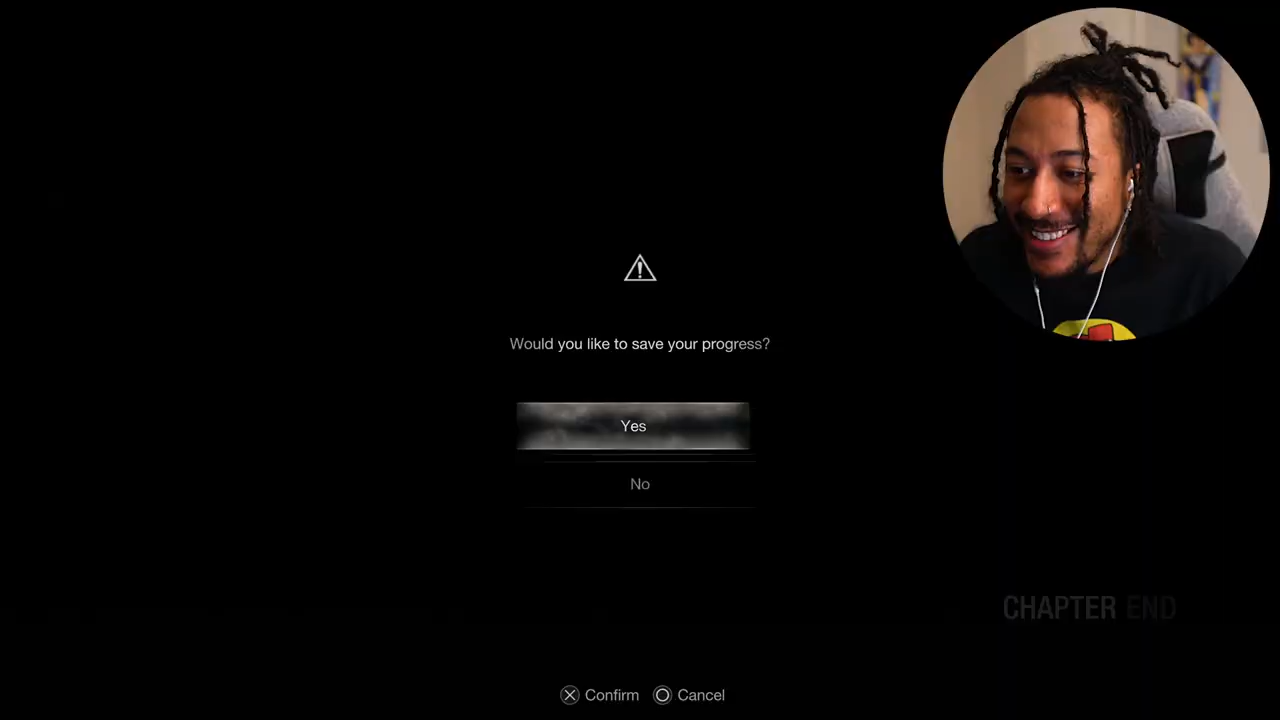 Would you like to save your progress?
Yes
No
CHAPTER END
Confirm Cancel